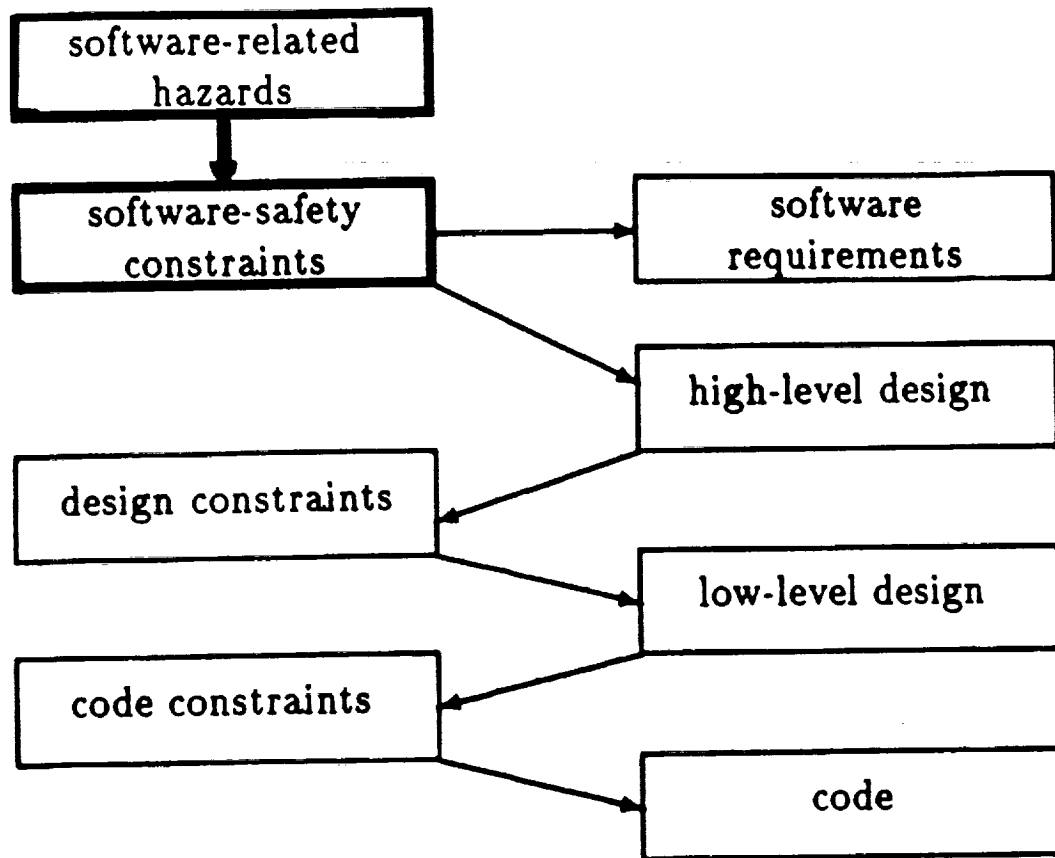 software-related
hazards
software-safety
constraints
software
requirements
high-level design
design constraints
low-level design
code constraints
code